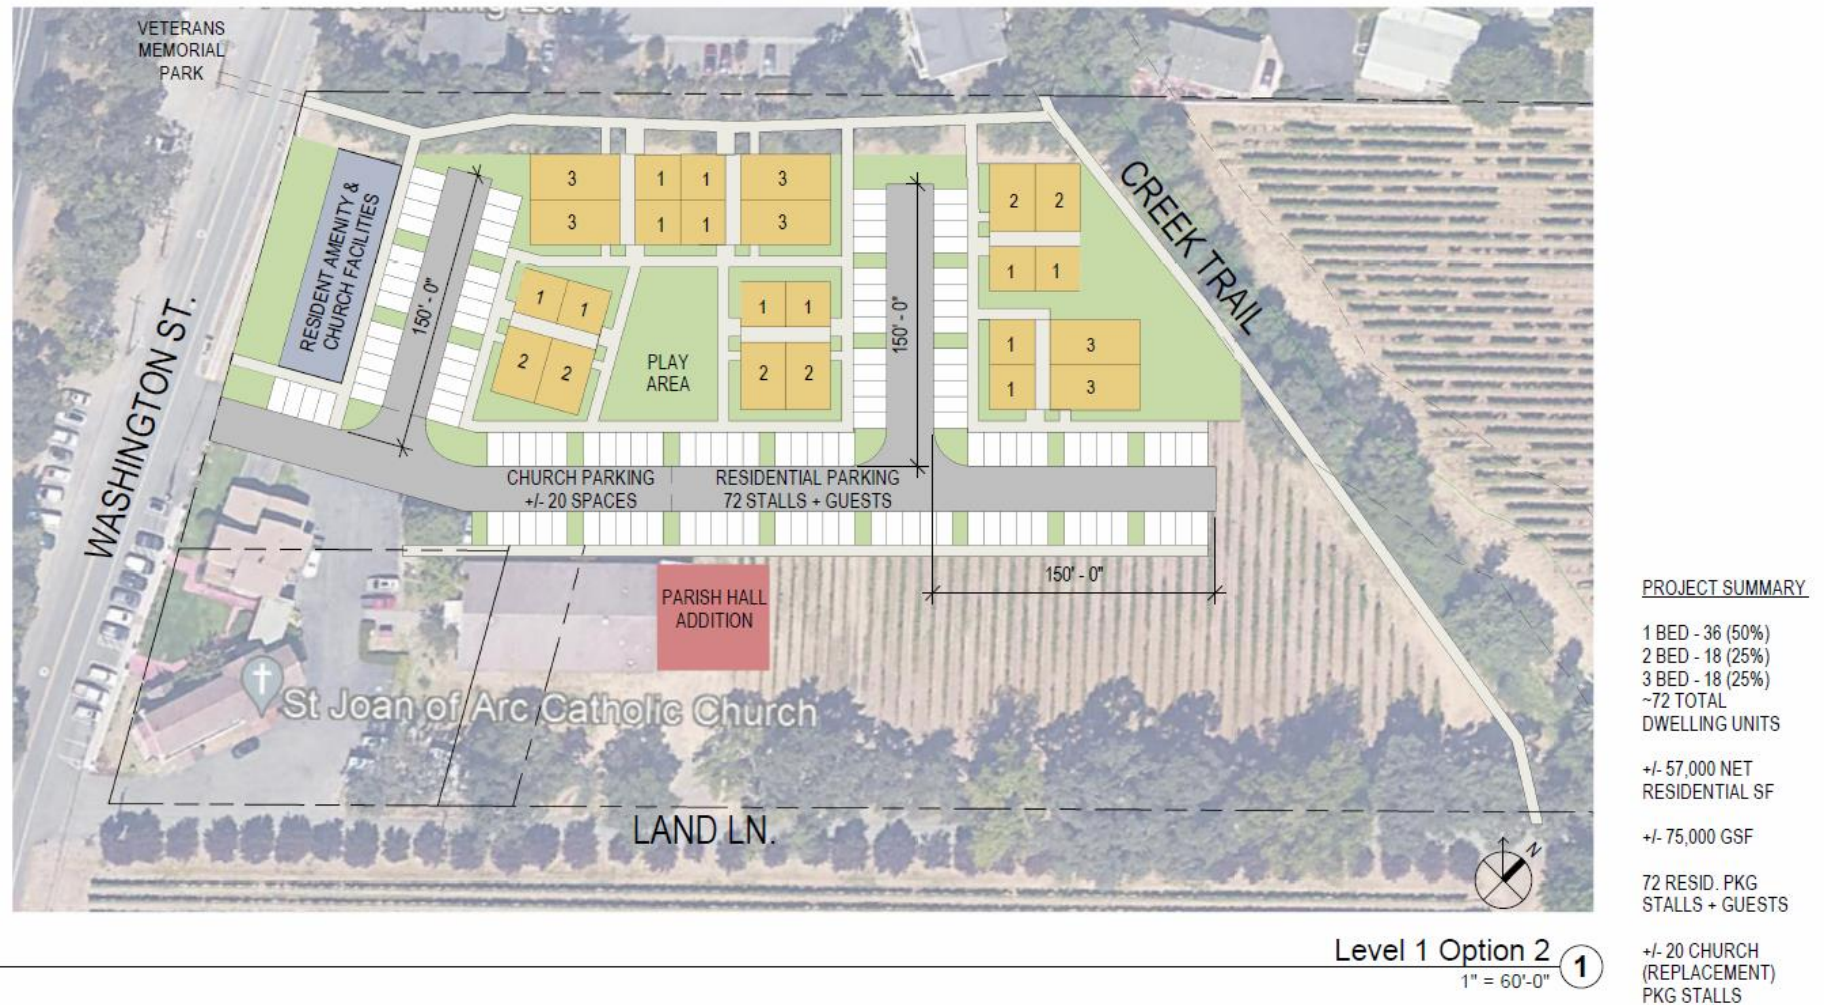 VETERANS
MEMORIAL
PARK
WASHINGTON ST.
RESIDENT AMENITY &
CHURCH FACILITIES
150' - 0"
3
1
1
3
3
1
1
3
2
2
1
1
1
1
2
2
1
1
2
2
1
3
1
3
PLAY
AREA
150' - 0"
CREEK TRAIL
CHURCH PARKING
+/- 20 SPACES
RESIDENTIAL PARKING
72 STALLS + GUESTS
150' - 0"
PARISH HALL
ADDITION
St Joan of Arc Catholic Church
LAND LN.
N
Level 1 Option 2
1" = 60'-0"
1
PROJECT SUMMARY
1 BED - 36 (50%)
2 BED - 18 (25%)
3 BED - 18 (25%)
~72 TOTAL
DWELLING UNITS
+/- 57,000 NET
RESIDENTIAL SF
+/- 75,000 GSF
72 RESID. PKG
STALLS + GUESTS
+/- 20 CHURCH
(REPLACEMENT)
PKG STALLS